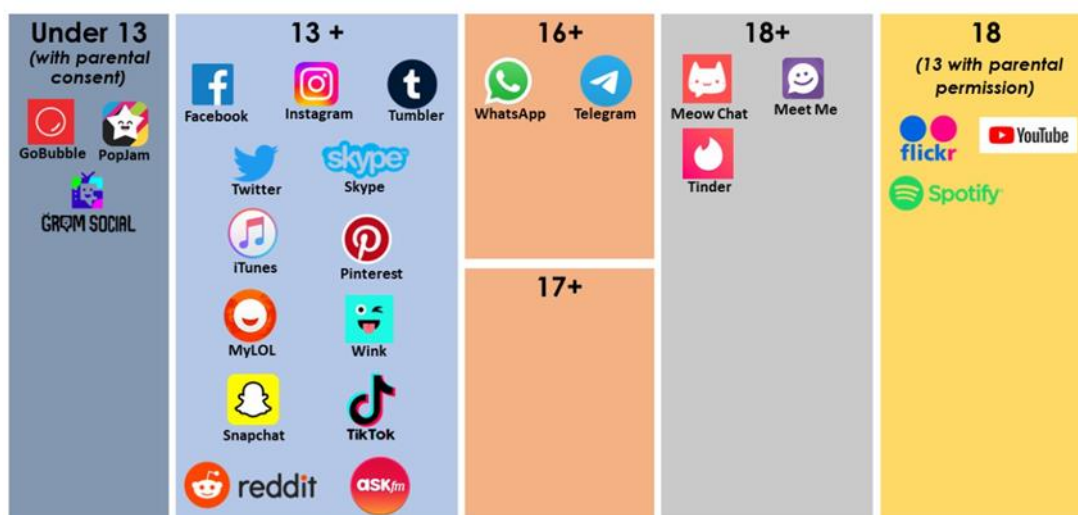 Under 13
(with parental
consent)
GoBubble PopJam
GROM SOCIAL
13 +
f t
Facebook Instagram Tumbler
skype
Twitter Skype
iTunes Pinterest
MyLOL Wink
Snapchat TikTok
reddit ASKfm
16+
WhatsApp Telegram
17+
18+
Meow Chat Meet Me
Tinder
18
(13 with parental
permission)
flickr YouTube
Spotify